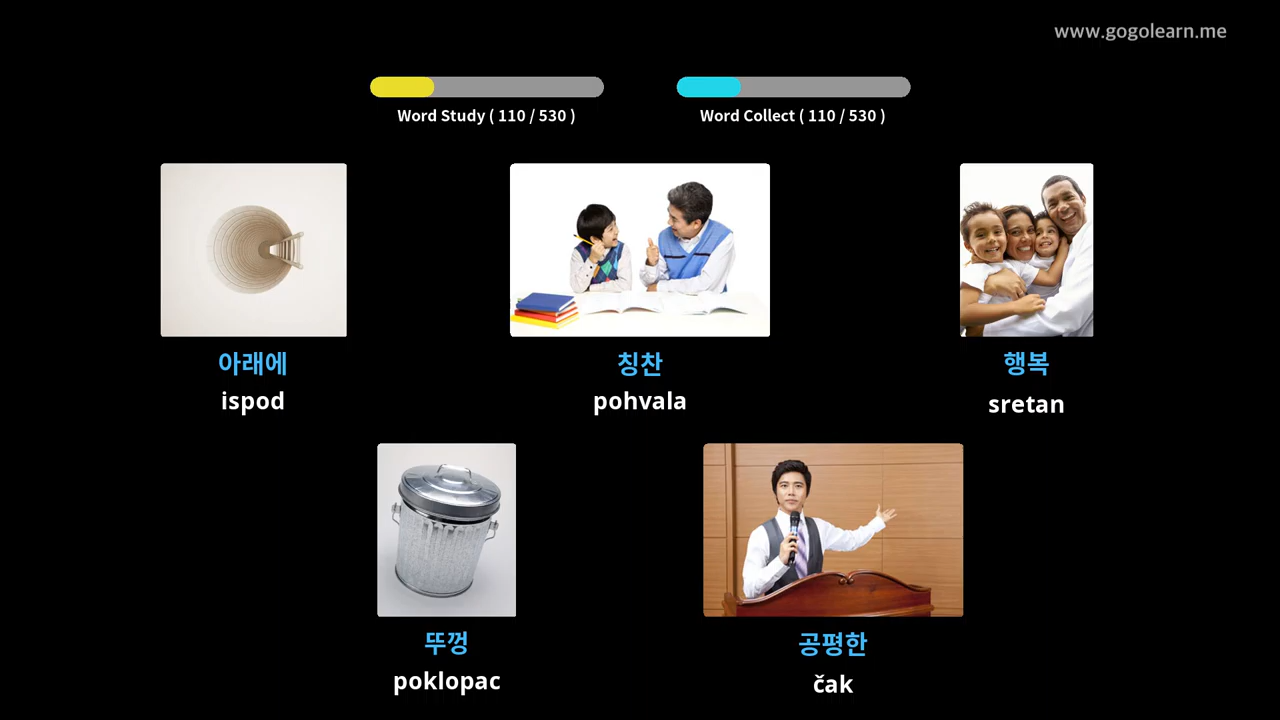 www.gogolearn.me
Word Study ( 110 / 530 )
Word Collect ( 110 / 530 )
아래에
ispod
칭찬
pohvala
행복
sretan
뚜껑
poklopac
공평한
čak